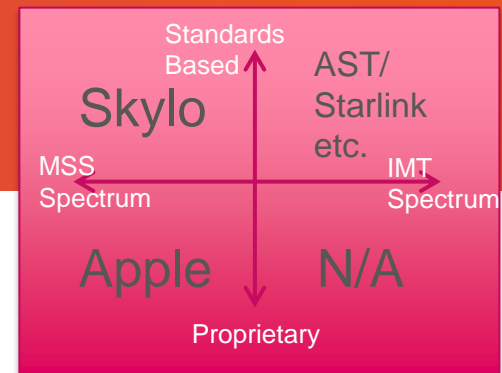 Standards
Based
Skylo
AST/
Starlink
etc.
MSS
Spectrum
IMT
Spectrum
Apple
N/A
Proprietary